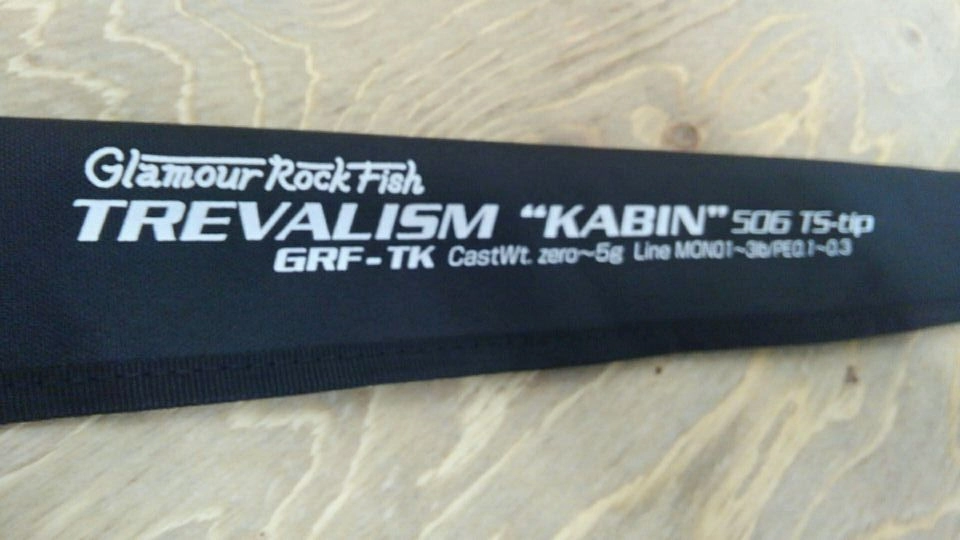 Glamour Rock Fish
TREVALISM “KABIN” 506 TS-tip
GRF-TK CastWt. zero~5g Line MONO1~3lb/PE0.1~0.3